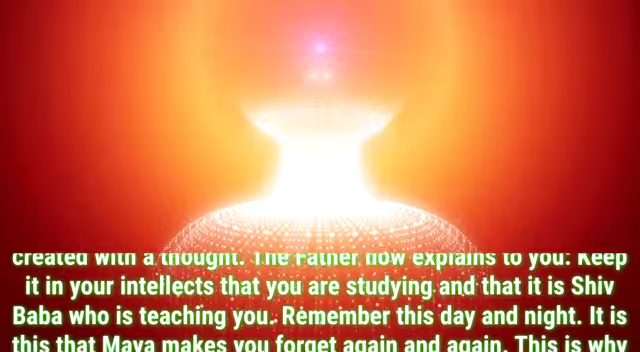 created with a thought. The Father now explains to you: Keep
it in your intellects that you are studying and that it is Shiv
Baba who is teaching you. Remember this day and night. It is
this that Maya makes you forget again and again. This is why